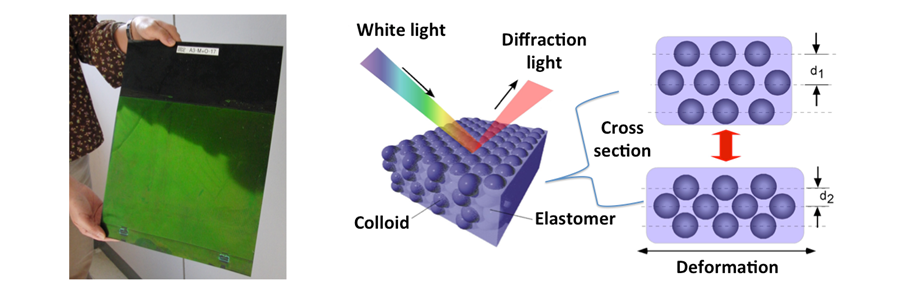 White light
Diffraction
light
Colloid
Elastomer
Cross
section
d1
d2
Deformation